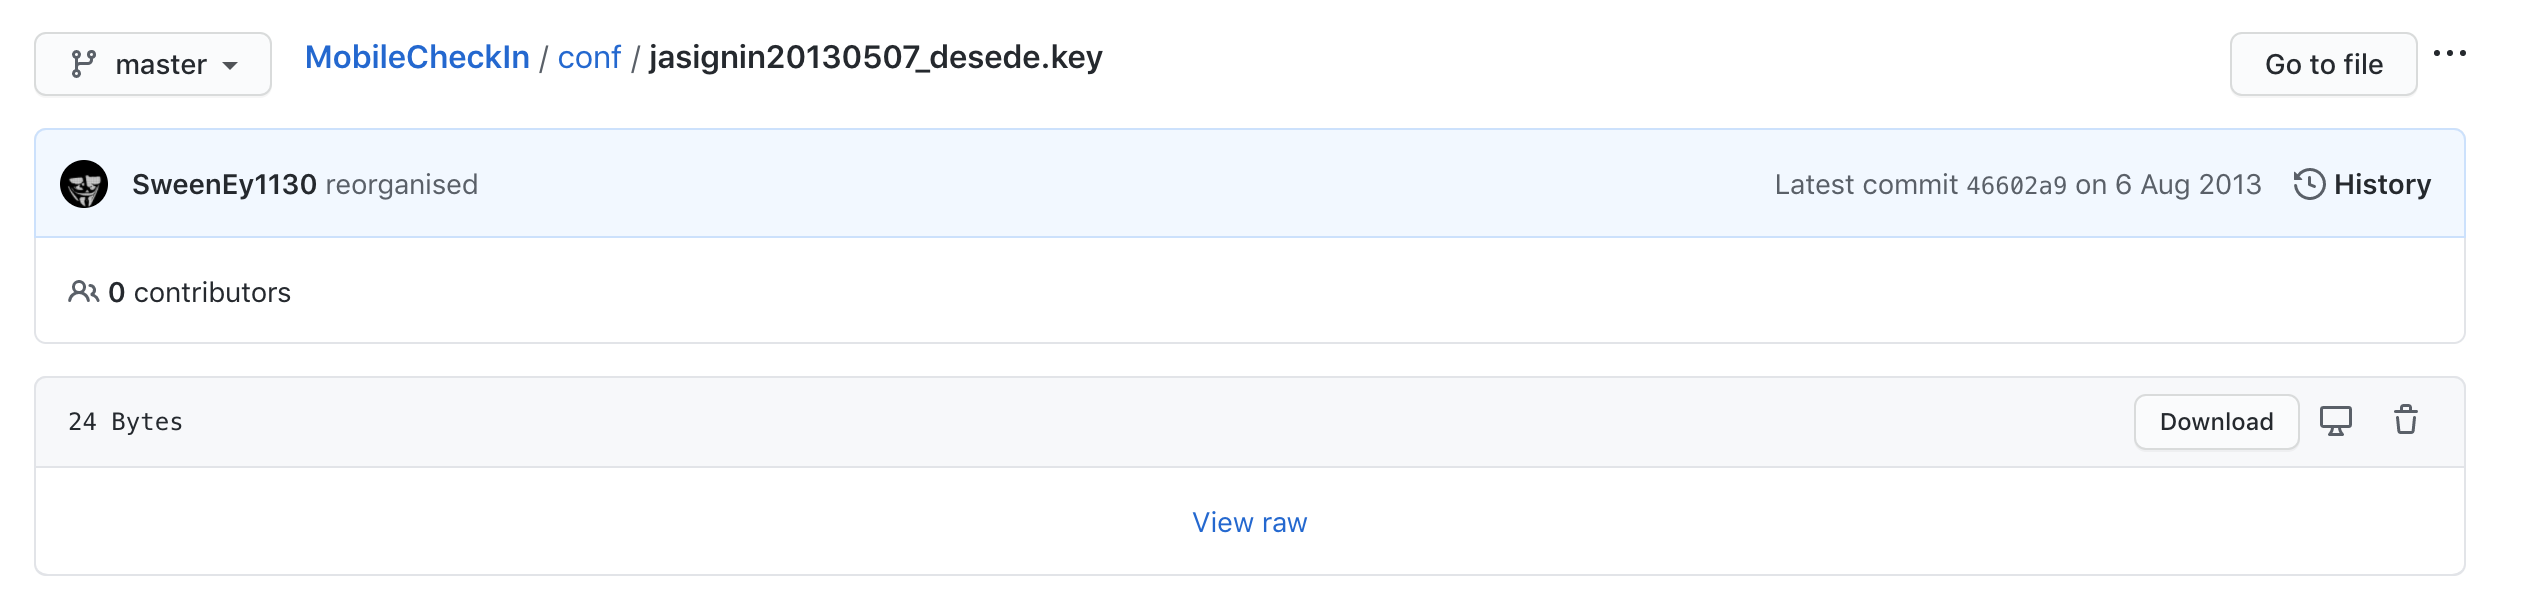 master MobileCheckIn / conf / jasignin20130507_desede.key Go to file
SweenEy1130 reorganised Latest commit 46602a9 on 6 Aug 2013 History
0 contributors
24 Bytes Download
View raw